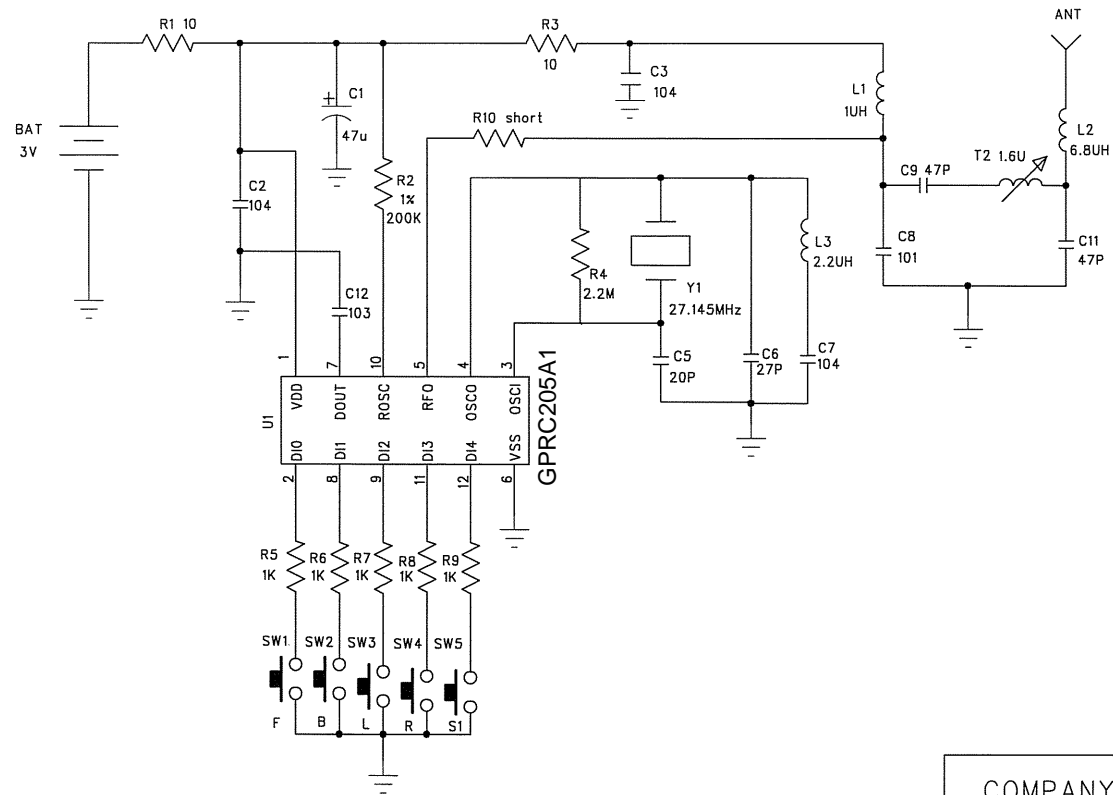 ANT
R1 10
R3
10
C3
104
L1
1UH
C1
47u
BAT
3V
R10 short
L2
6.8UH
T2 1.6U
C9 47P
R2
1%
200K
C2
104
C8
101
C11
47P
L3
2.2UH
R4
2.2M
Y1
27.145MHz
C12
103
C5
20P
C6
27P
C7
104
1
7
10
5
4
3
VDD
DOUT
ROSC
RFO
OSCO
OSCI
U1
GPRC205A1
DI0
DI1
DI2
DI3
DI4
VSS
2
8
9
11
12
6
R5
1K
R6
1K
R7
1K
R8
1K
R9
1K
SW1
SW2
SW3
SW4
SW5
F
B
L
R
S1
COMPANY